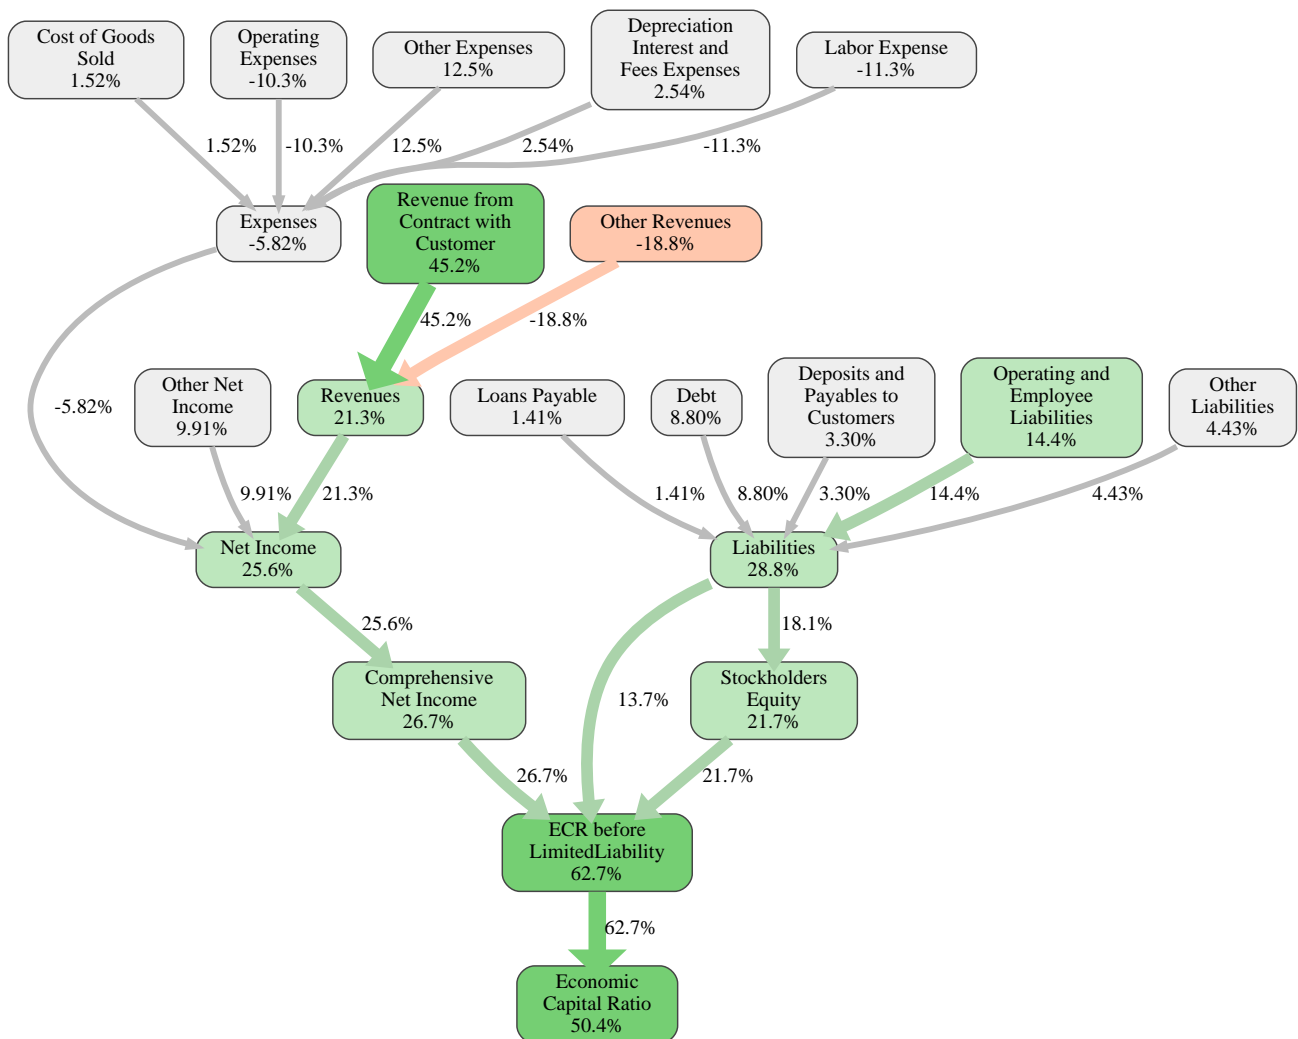 Cost of Goods
Sold
1.52%
Operating
Expenses
-10.3%
Other Expenses
12.5%
Depreciation
Interest and
Fees Expenses
2.54%
Labor Expense
-11.3%
1.52%
-10.3%
12.5%
2.54%
-11.3%
Expenses
-5.82%
Revenue from
Contract with
Customer
45.2%
Other Revenues
-18.8%
45.2%
-18.8%
-5.82%
Other Net
Income
9.91%
Revenues
21.3%
Loans Payable
1.41%
Debt
8.80%
Deposits and
Payables to
Customers
3.30%
Operating and
Employee
Liabilities
14.4%
Other
Liabilities
4.43%
9.91%
21.3%
1.41%
8.80%
3.30%
14.4%
4.43%
Net Income
25.6%
Liabilities
28.8%
25.6%
18.1%
13.7%
Comprehensive
Net Income
26.7%
Stockholders
Equity
21.7%
26.7%
21.7%
ECR before
LimitedLiability
62.7%
62.7%
Economic
Capital Ratio
50.4%